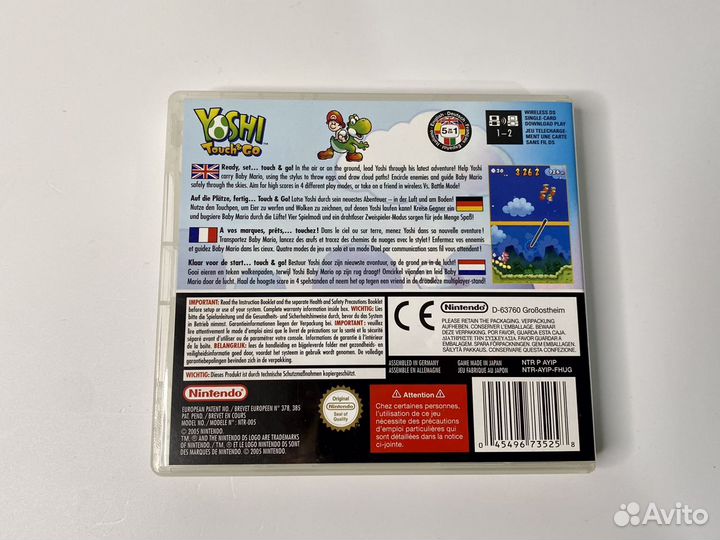 YOSHI
Touch & GO
English Deutsch
5 in 1
1-2
WIRELESS DS
SINGLE-CARD
DOWNLOAD PLAY
JEU TELECHARGE-
MENT UNE CARTE
SANS FIL DS
Ready, set... touch & go! In the air or on the ground, lead Yoshi through his latest adventure! Help Yoshi
carry Baby Mario, using the stylus to throw eggs and draw cloud paths! Encircle enemies and guide Baby Mario
safely through the skies. Aim for high scores in 4 different play modes, or take on a friend in wireless Vs. Battle Mode!
Auf die Plätze, fertig... Touch & Go! Lotse Yoshi durch sein neuestes Abenteuer – in der Luft und am Boden!
Nutze den Touchpen, um Eier zu werfen und Wolken zu zeichnen, auf denen Yoshi laufen kann! Kreise Gegner ein
und bugsiere Baby Mario durch die Lüfte! Vier Spielmodi und ein drahtloser Zweispieler-Modus sorgen für jede Menge Spaß!
A vos marques, prêts,... touchez! Dans le ciel ou sur terre, menez Yoshi dans sa nouvelle aventure !
Transportez Baby Mario, lancez des œufs et tracez des chemins de nuages avec le stylet! Enfermez vos ennemis
et guidez Baby Mario dans les cieux. Quatre modes de jeu en solo et un mode Duel par communication sans fil vous attendent !
Klaar voor de start... touch & go! Bestuur Yoshi door zijn nieuwste avontuur, op de grond en in de lucht!
Gooi eieren en teken wolkenpaden, terwijl Yoshi Baby Mario op zijn rug draagt! Omcirkel vijanden en leid Baby
Mario door de lucht. Haal de hoogste score in 4 spelstanden of neem het op tegen een vriend in de draadloze multiplayer-stand!
IMPORTANT: Read the Instruction Booklet and the separate Health and Safety Precautions Booklet
before setup or use of your system. Complete warranty information inside box. WICHTIG: Lies
bitte die Spielanleitung und die Gesundheits- und Sicherheitshinweise durch, bevor du das System
in Betrieb nimmst. Garantieinformationen liegen der Verpackung bei. IMPORTANT : veuillez
lire attentivement le mode d'emploi ainsi que le livret de précautions sur la santé et la sécurité
avant toute utilisation de votre console ou jeu. Informations de garantie à l'intérieur
de la boîte. BELANGRIJK: lees de handleiding en bijgeleverde folder met gezondheids- en
veiligheidsinformatie goed door, voordat het systeem in gebruik wordt genomen. De volledige
garantie-informatie bevindt zich in de verpakking.
WICHTIG: Dieses Produkt ist durch technische Schutzmaßnahmen kopiergeschützt.
CE
Nintendo
D-63760 Großostheim
PLEASE RETAIN THE PACKAGING. VERPACKUNG
AUFHEBEN. CONSERVER L'EMBALLAGE. BEWAAR
DEZE VERPAKKING. POR FAVOR, GUARDA ESTA CAJA.
ΔΙΑΤΗΡΗΣΤΕ ΤΗΝ ΣΥΣΚΕΥΑΣΙΑ. FAVOR GUARDAR A
EMBALAGEM. SPARA FÖRPACKNINGEN. GEM EMBALLAGEN.
SÄILYTÄ PAKKAUS. CONSERVARE QUESTA CONFEZIONE.
ASSEMBLED IN GERMANY
ASSEMBLÉ EN ALLEMAGNE
GAME MADE IN JAPAN
JEU FABRIQUÉ AU JAPON
NTR P AYIP
NTR-AYIP-FHUG
Nintendo
EUROPEAN PATENT NO. / BREVET EUROPÉEN N° 378, 385
PAT. PEND. / BREVET EN COURS
MODEL NO. / MODÈLE N°: NTR-005
© 2005 NINTENDO.
TM, ® AND THE NINTENDO DS LOGO ARE TRADEMARKS
OF NINTENDO. / TM, ® ET LE LOGO NINTENDO DS SONT
DES MARQUES DE NINTENDO. © 2005 NINTENDO.
Original
Nintendo
Seal of
Quality
Attention
Chez certaines personnes,
l'utilisation de ce jeu
nécessite des précautions
d'emploi particulières qui
sont détaillées dans la notice
ci-jointe.
0 45496 73525 8
Avito